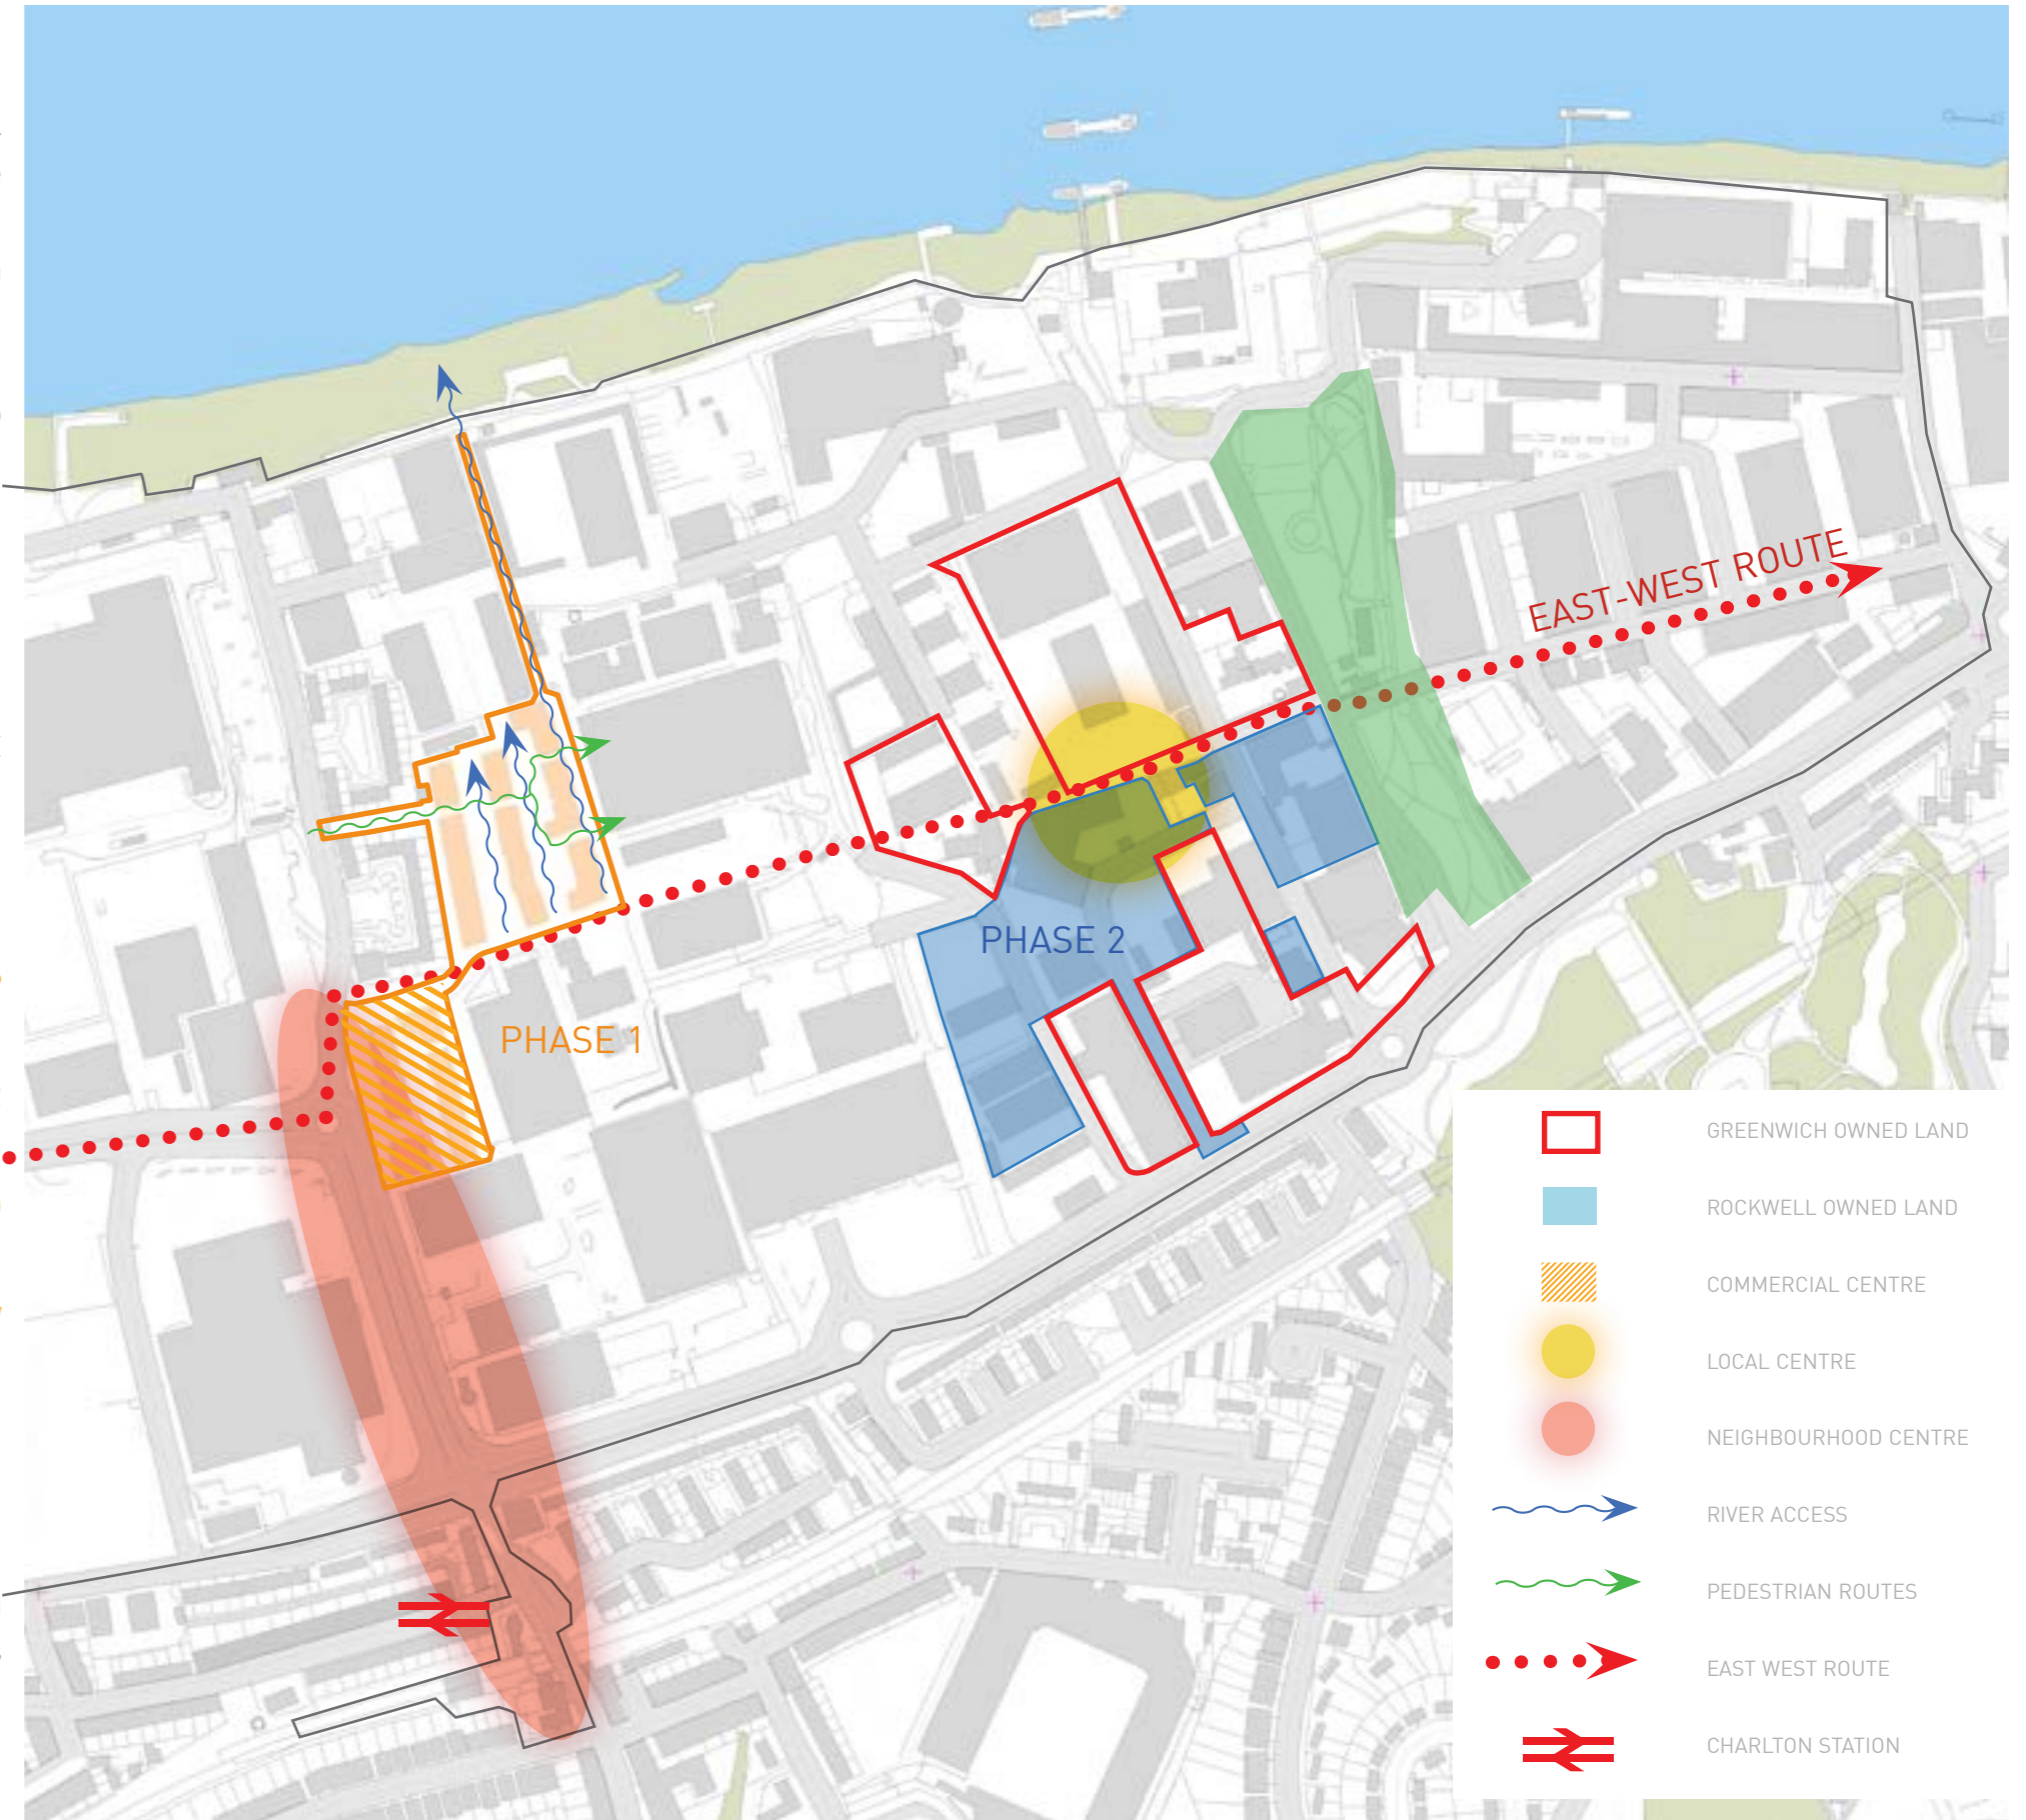 EAST-WEST ROUTE
PHASE 2
PHASE 1
GREENWICH OWNED LAND
ROCKWELL OWNED LAND
COMMERCIAL CENTRE
LOCAL CENTRE
NEIGHBOURHOOD CENTRE
RIVER ACCESS
PEDESTRIAN ROUTES
EAST WEST ROUTE
CHARLTON STATION